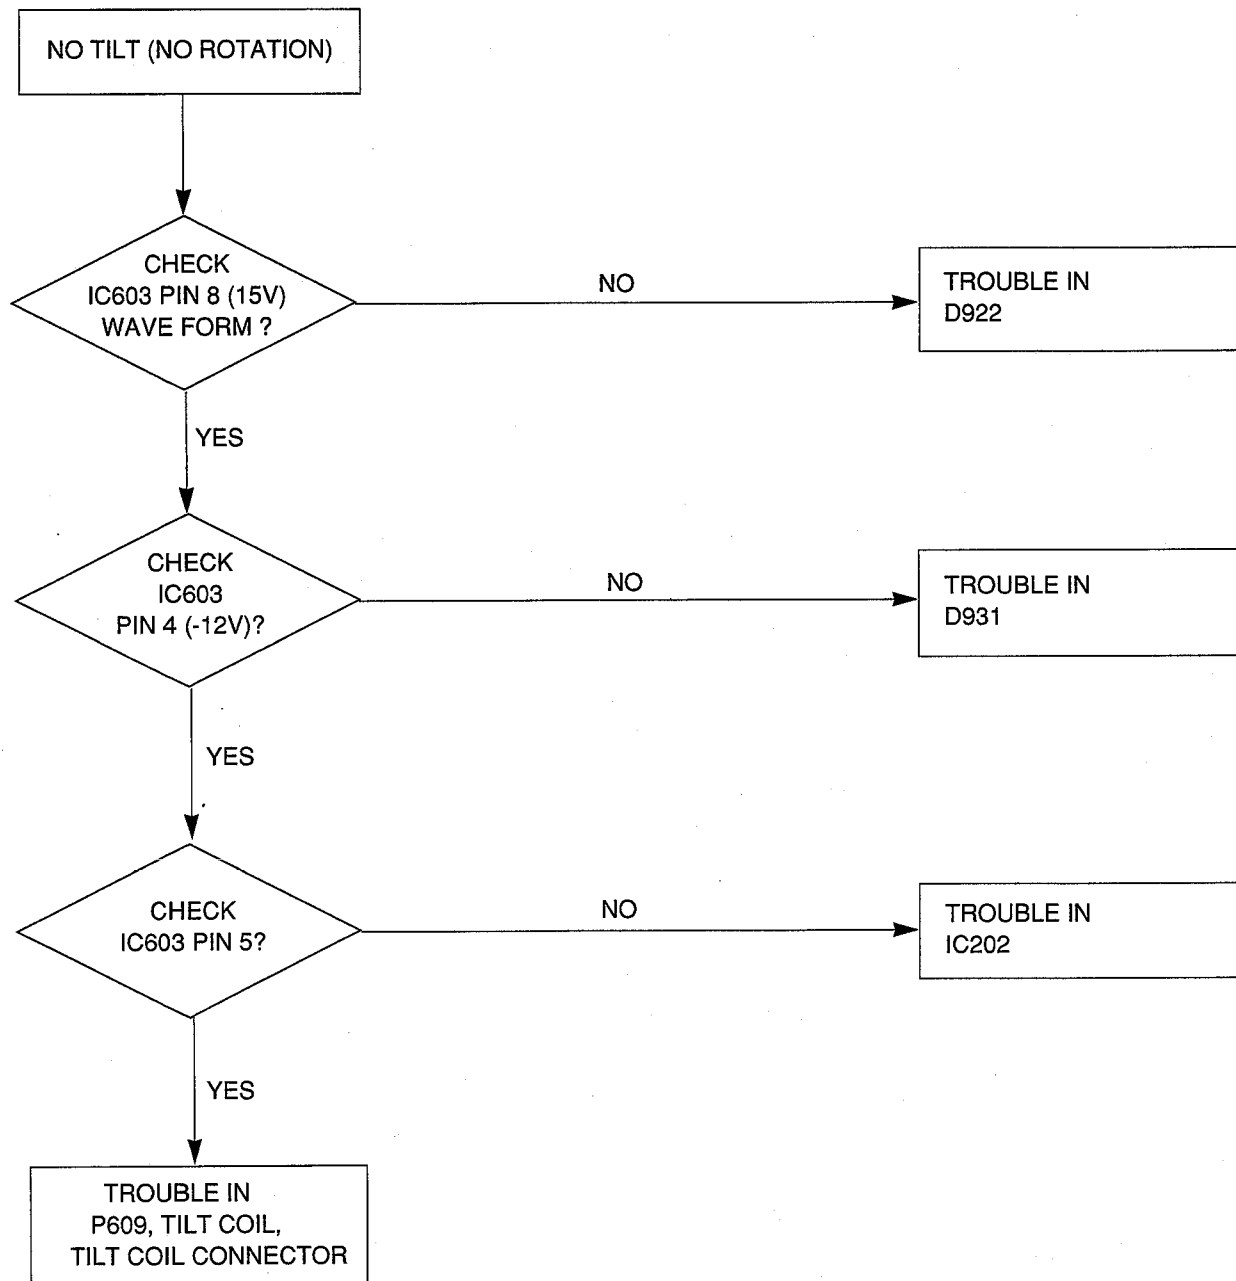 NO TILT (NO ROTATION)
CHECK
IC603 PIN 8 (15V)
WAVE FORM ?
NO
TROUBLE IN
D922
YES
CHECK
IC603
PIN 4 (-12V)?
NO
TROUBLE IN
D931
YES
CHECK
IC603 PIN 5?
NO
TROUBLE IN
IC202
YES
TROUBLE IN
P609, TILT COIL,
TILT COIL CONNECTOR